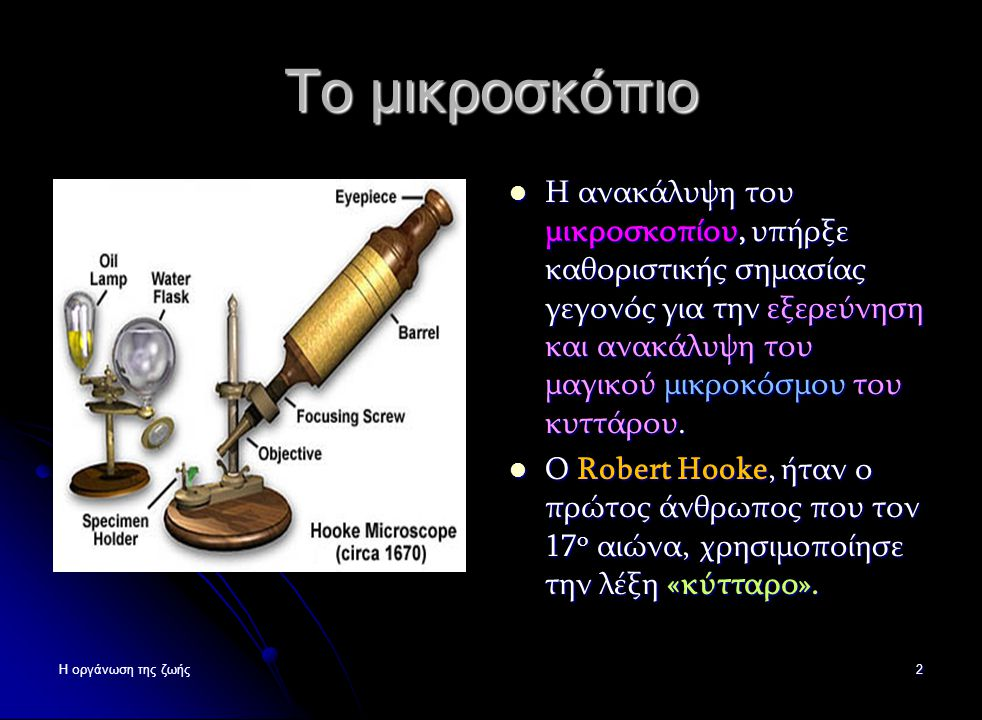 Το μικροσκόπιο
Eyepiece
Oil
Lamp
Water
Flask
Barrel
Focusing Screw
Objective
Specimen
Holder
Hooke Microscope
(circa 1670)
Η ανακάλυψη του
μικροσκοπίου, υπήρξε
καθοριστικής σημασίας
γεγονός για την εξερεύνηση
και ανακάλυψη του
μαγικού μικροκόσμου του
κυττάρου.
Ο Robert Hooke, ήταν ο
πρώτος άνθρωπος που τον
17ο αιώνα, χρησιμοποίησε
την λέξη «κύτταρο».
Η οργάνωση της ζωής
2